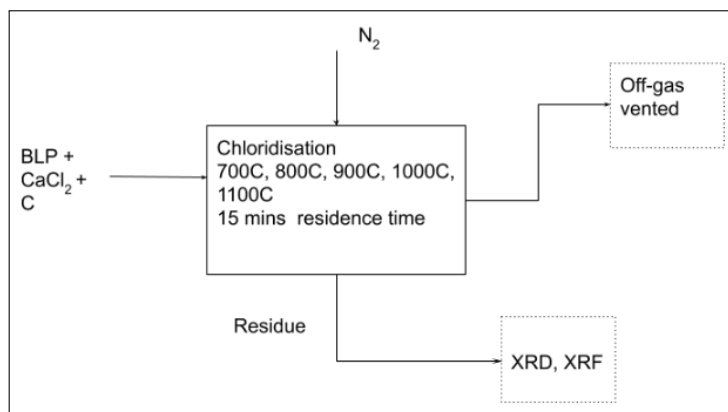 N₂
Off-gas
vented
Chloridisation
700C, 800C, 900C, 1000C,
1100C
15 mins residence time
BLP +
CaCl₂ +
C
Residue
XRD, XRF